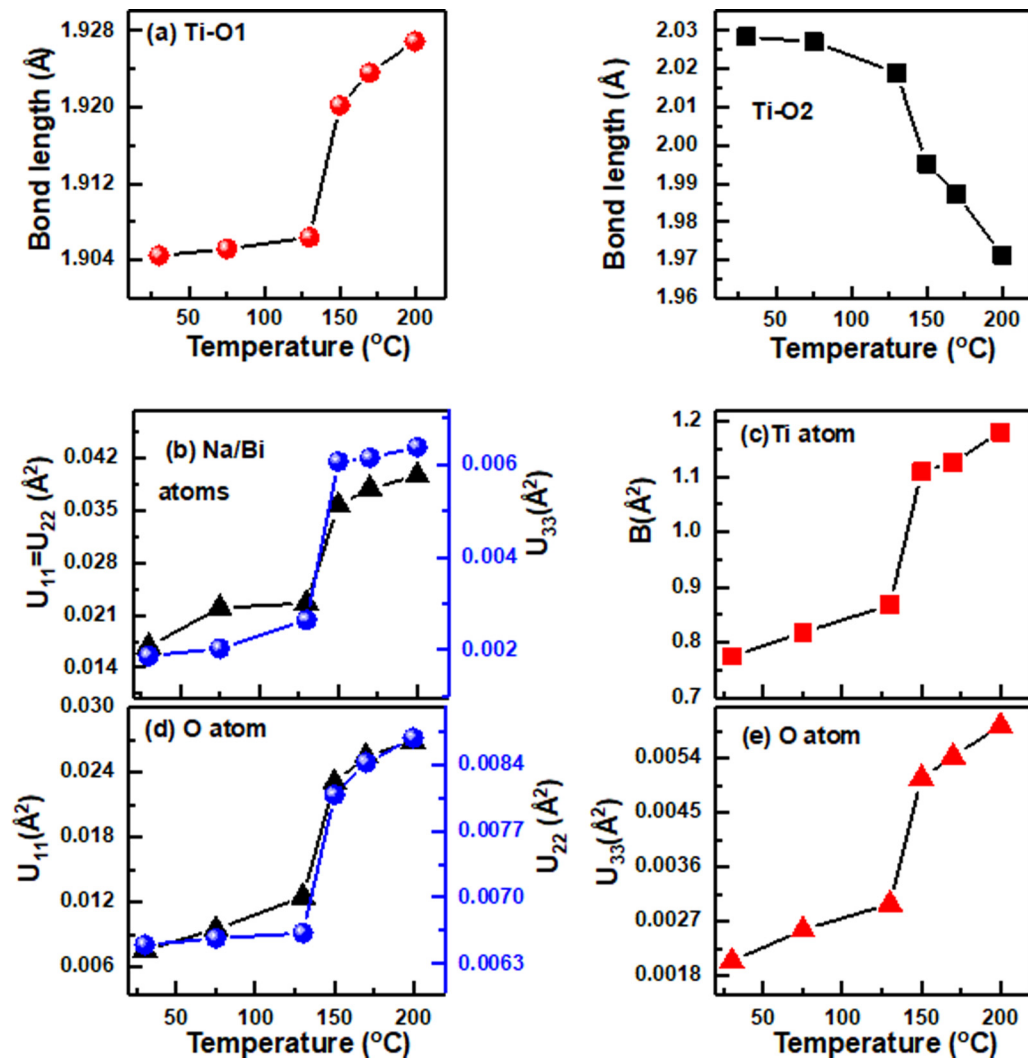 (a) Ti-O1
Bond length (Å)
1.928
1.920
1.912
1.904
50 100 150 200
Temperature (°C)
Ti-O2
Bond length (Å)
2.03
2.02
2.01
2.00
1.99
1.98
1.97
1.96
50 100 150 200
Temperature (°C)
(b) Na/Bi
atoms
U₁₁=U₂₂ (Å²)
0.042
0.035
0.028
0.021
0.014
0.006
0.004
0.002
U₃₃(Å²)
(c)Ti atom
B(Å²)
1.2
1.1
1.0
0.9
0.8
0.7
(d) O atom
U₁₁(Å²)
0.030
0.024
0.018
0.012
0.006
0.0084
0.0077
0.0070
0.0063
U₂₂ (Å²)
50 100 150 200
Temperature (°C)
(e) O atom
U₃₃(Å²)
0.0054
0.0045
0.0036
0.0027
0.0018
50 100 150 200
Temperature (°C)